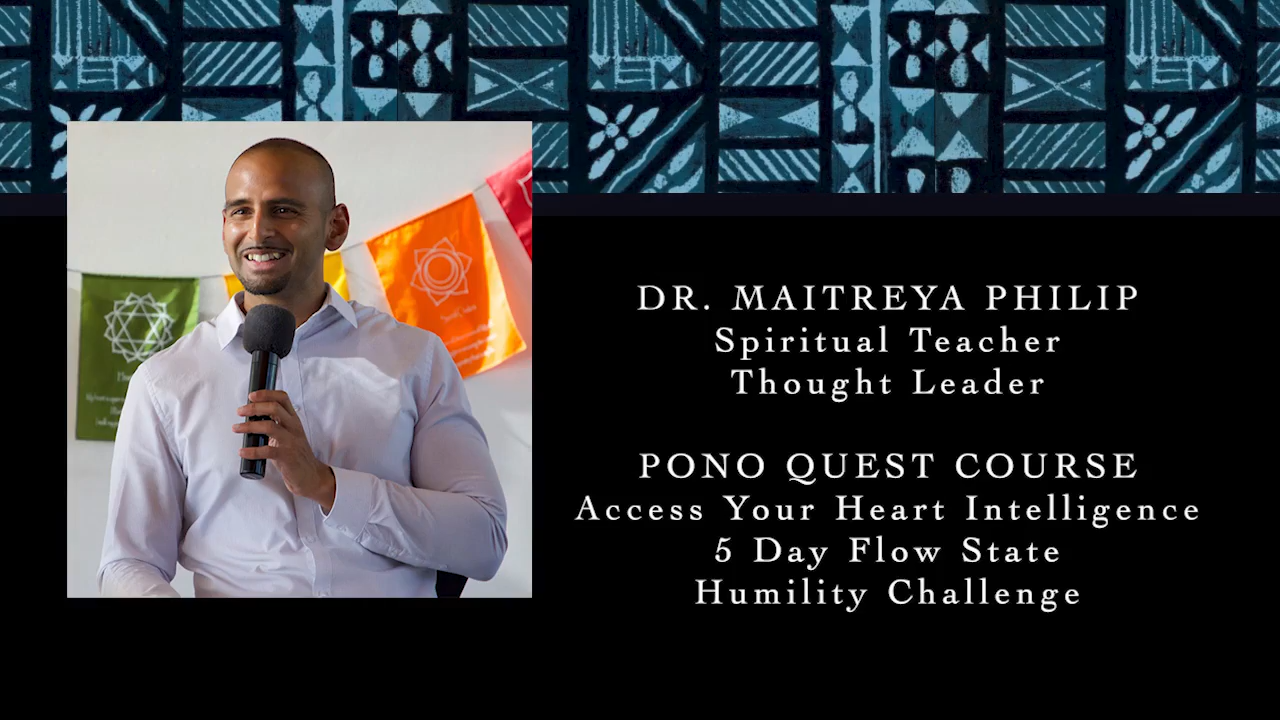 DR. MAITREYA PHILIP
Spiritual Teacher
Thought Leader
PONO QUEST COURSE
Access Your Heart Intelligence
5 Day Flow State
Humility Challenge